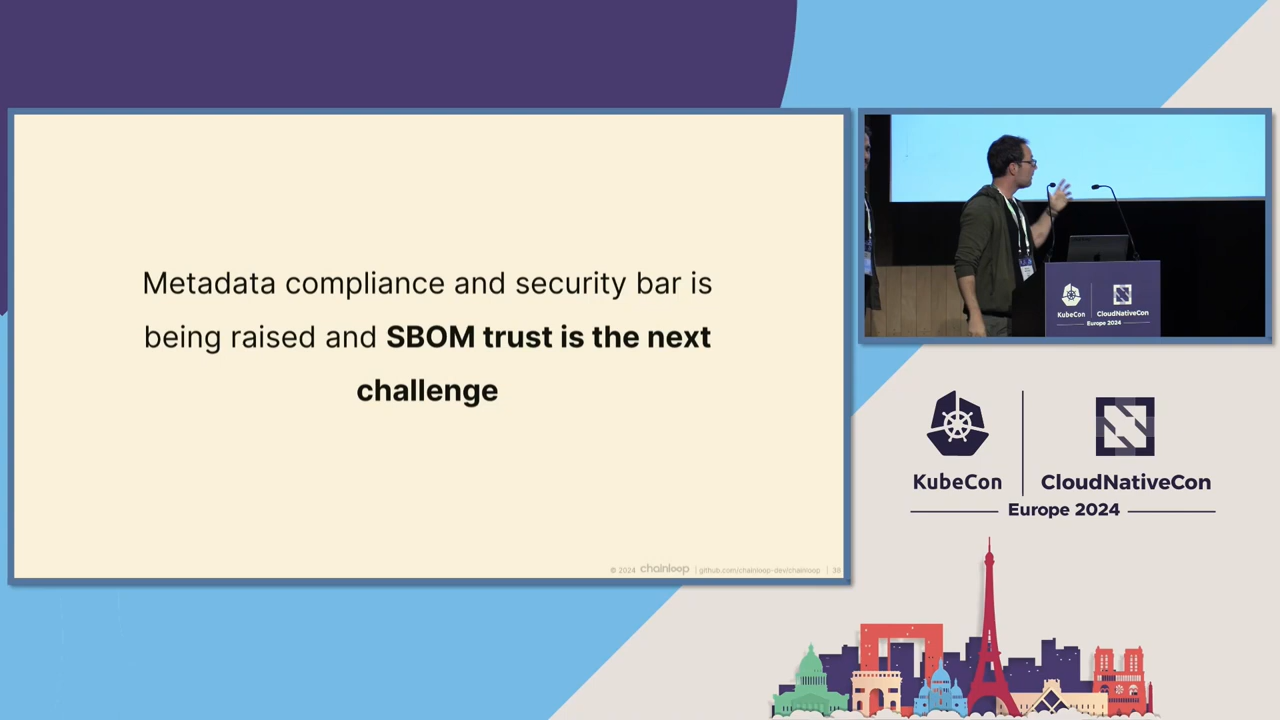 Metadata compliance and security bar is
being raised and SBOM trust is the next
challenge
© 2024 chainloop | github.com/chainloop-dev/chainloop | 38
KubeCon
CloudNativeCon
Europe 2024
KubeCon
CloudNativeCon
Europe 2024